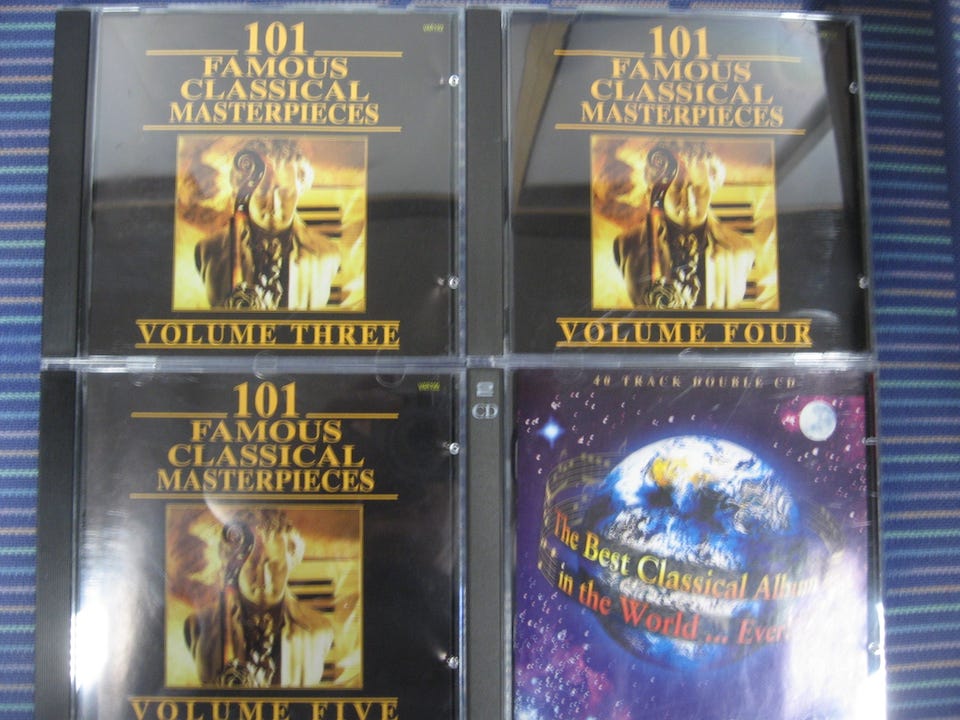 101
FAMOUS
CLASSICAL
MASTERPIECES
VOLUME THREE
101
FAMOUS
CLASSICAL
MASTERPIECES
VOLUME FOUR
101
FAMOUS
CLASSICAL
MASTERPIECES
VOLUME FIVE
2
CD
40 TRACK DOUBLE CD
The Best Classical Album
in the World ... Ever!